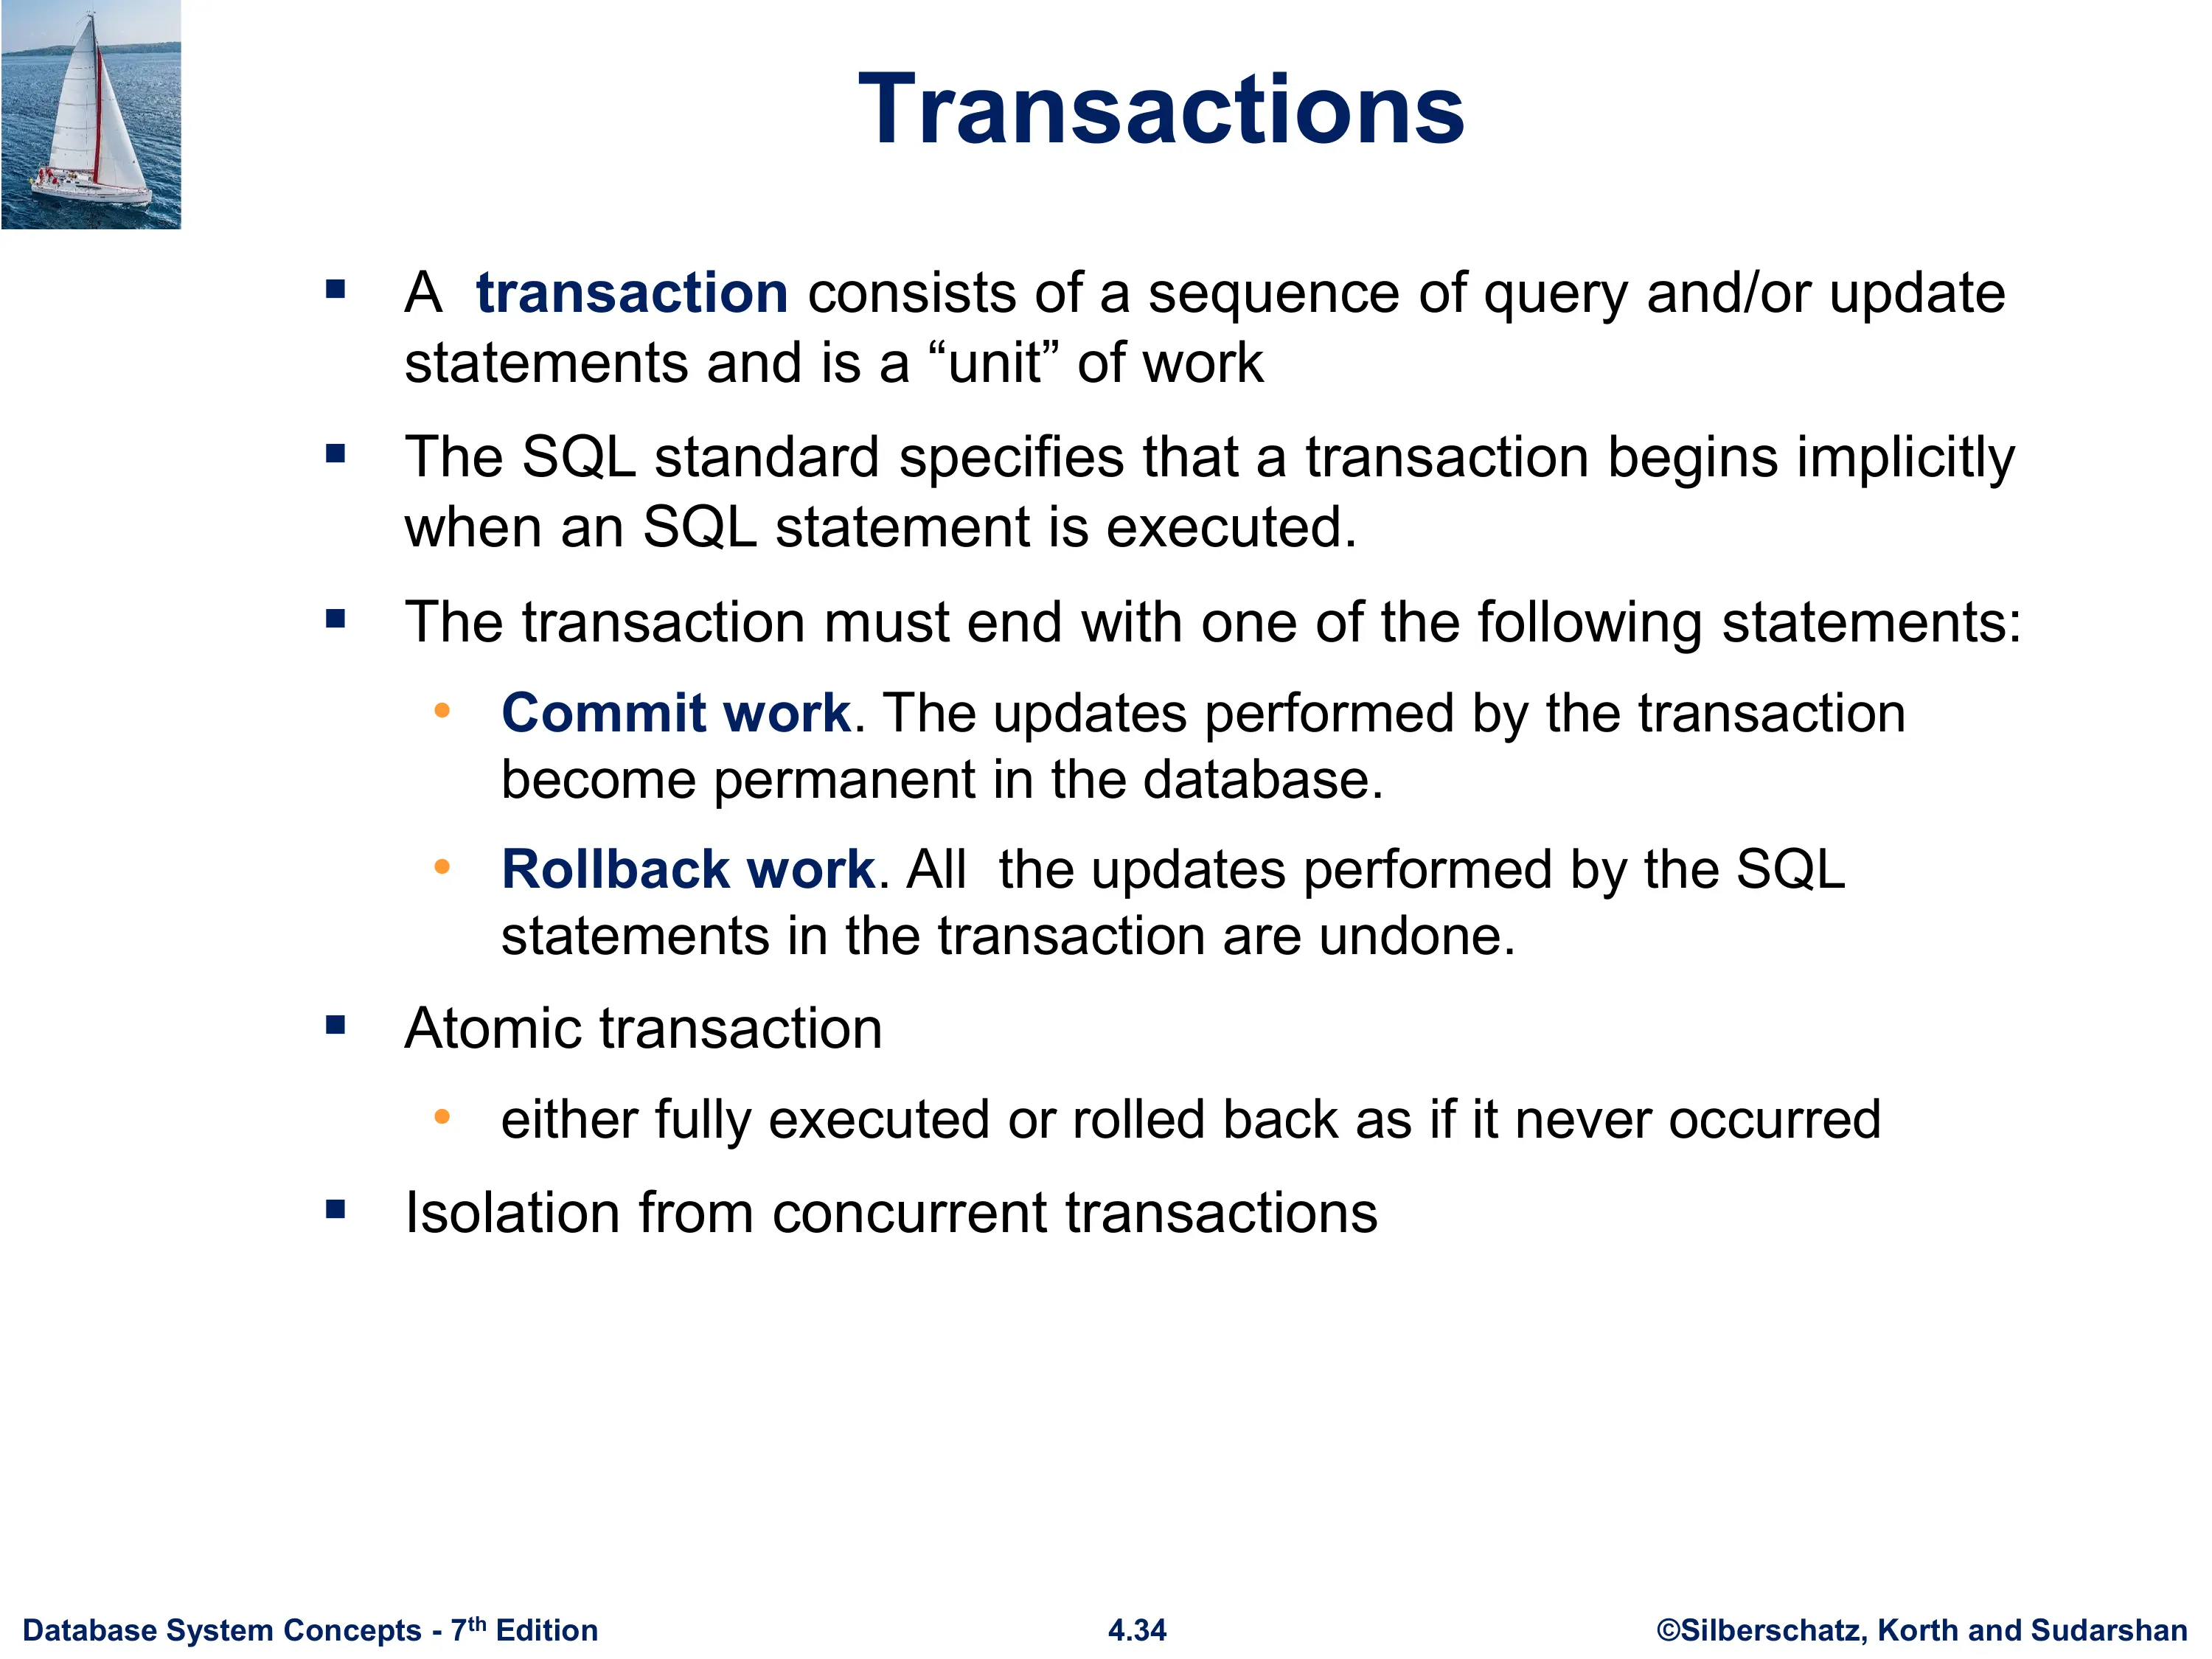 Transactions
▪ A  transaction consists of a sequence of query and/or update
statements and is a “unit” of work
▪ The SQL standard specifies that a transaction begins implicitly
when an SQL statement is executed.
▪ The transaction must end with one of the following statements:
• Commit work. The updates performed by the transaction
become permanent in the database.
• Rollback work. All  the updates performed by the SQL
statements in the transaction are undone.
▪ Atomic transaction
• either fully executed or rolled back as if it never occurred
▪ Isolation from concurrent transactions
Database System Concepts - 7th Edition
4.34
©Silberschatz, Korth and Sudarshan